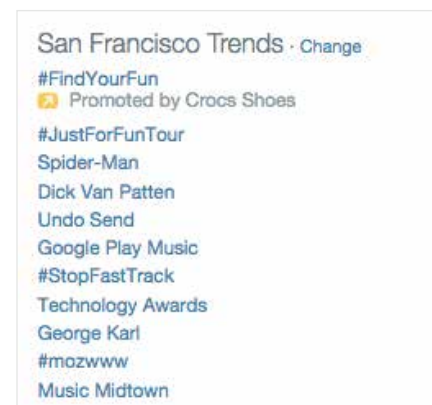 San Francisco Trends · Change
#FindYourFun
Promoted by Crocs Shoes
#JustForFunTour
Spider-Man
Dick Van Patten
Undo Send
Google Play Music
#StopFastTrack
Technology Awards
George Karl
#mozwww
Music Midtown